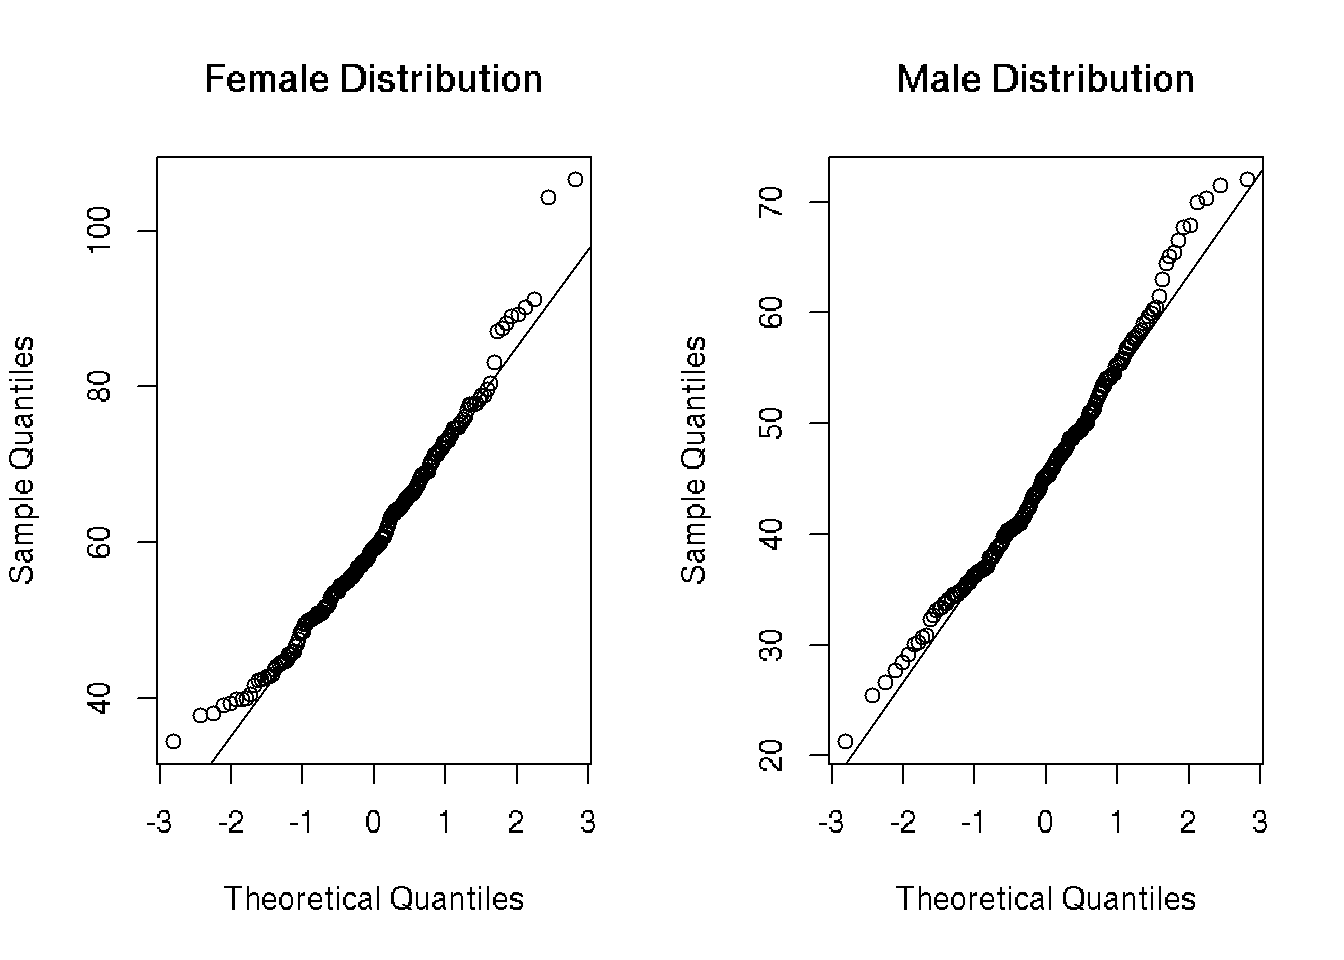 Female Distribution
Sample Quantiles
100
80
60
40
-3 -2 -1 0 1 2 3
Theoretical Quantiles
Male Distribution
Sample Quantiles
70
60
50
40
30
20
-3 -2 -1 0 1 2 3
Theoretical Quantiles